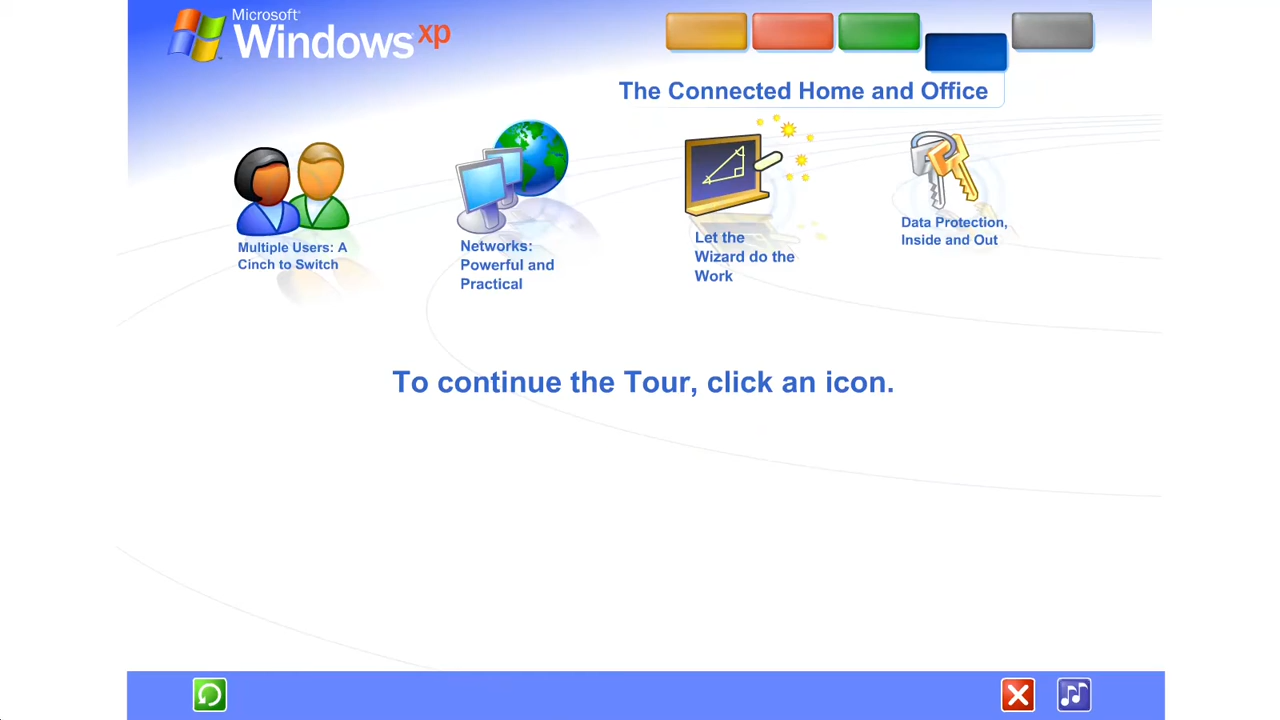 Microsoft®
Windows® xp
The Connected Home and Office
Multiple Users: A
Cinch to Switch
Networks:
Powerful and
Practical
Let the
Wizard do the
Work
Data Protection,
Inside and Out
To continue the Tour, click an icon.